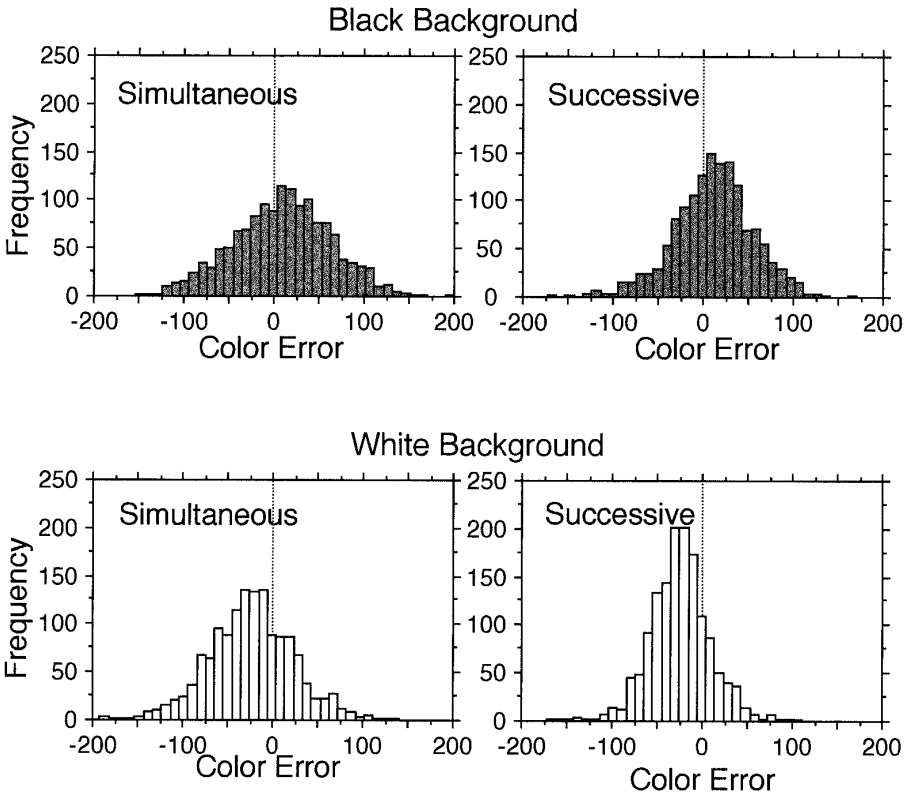 Black Background
250 250
Simultaneous Successive
200 200
150 150
100 100
50 50
0 0
Frequency
-200 -100 0 100 200 -200 -100 0 100 200
Color Error Color Error
White Background
250 250
Simultaneous Successive
200 200
150 150
100 100
50 50
0 0
Frequency
-200 -100 0 100 200 -200 -100 0 100 200
Color Error Color Error